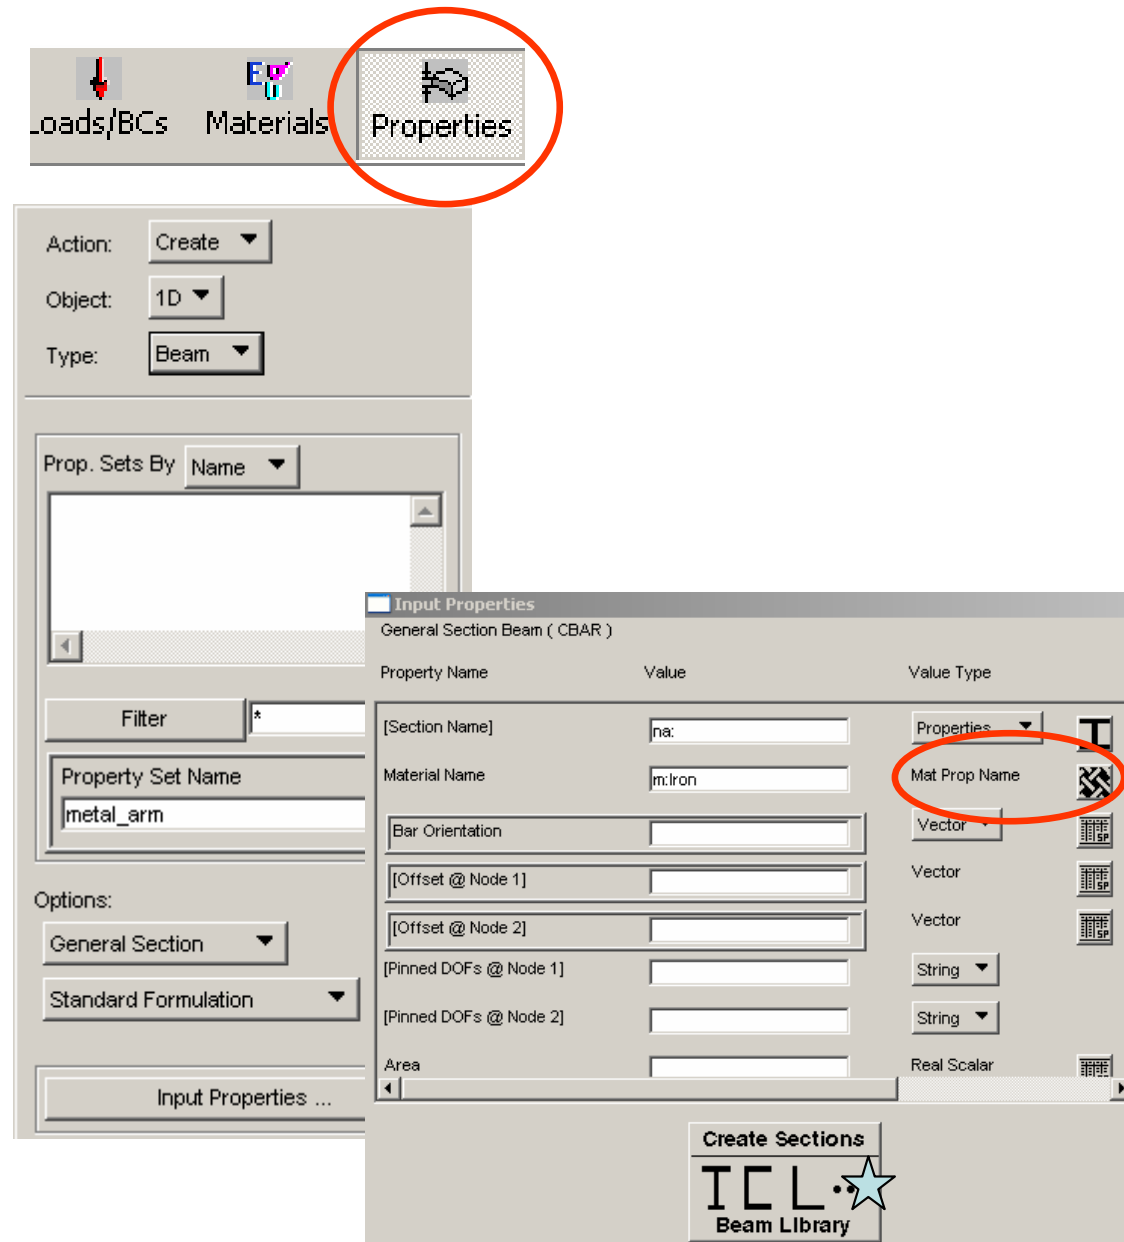 Loads/BCs Materials Properties
Action: Create
Object: 1D
Type: Beam
Prop. Sets By Name
Filter *
Property Set Name
metal_arm
Options:
General Section
Standard Formulation
Input Properties ...
Input Properties
General Section Beam ( CBAR )
Property Name Value Value Type
[Section Name] na: Properties
Material Name m:Iron Mat Prop Name
Bar Orientation Vector
[Offset @ Node 1] Vector
[Offset @ Node 2] Vector
[Pinned DOFs @ Node 1] String
[Pinned DOFs @ Node 2] String
Area Real Scalar
Create Sections
Beam Library